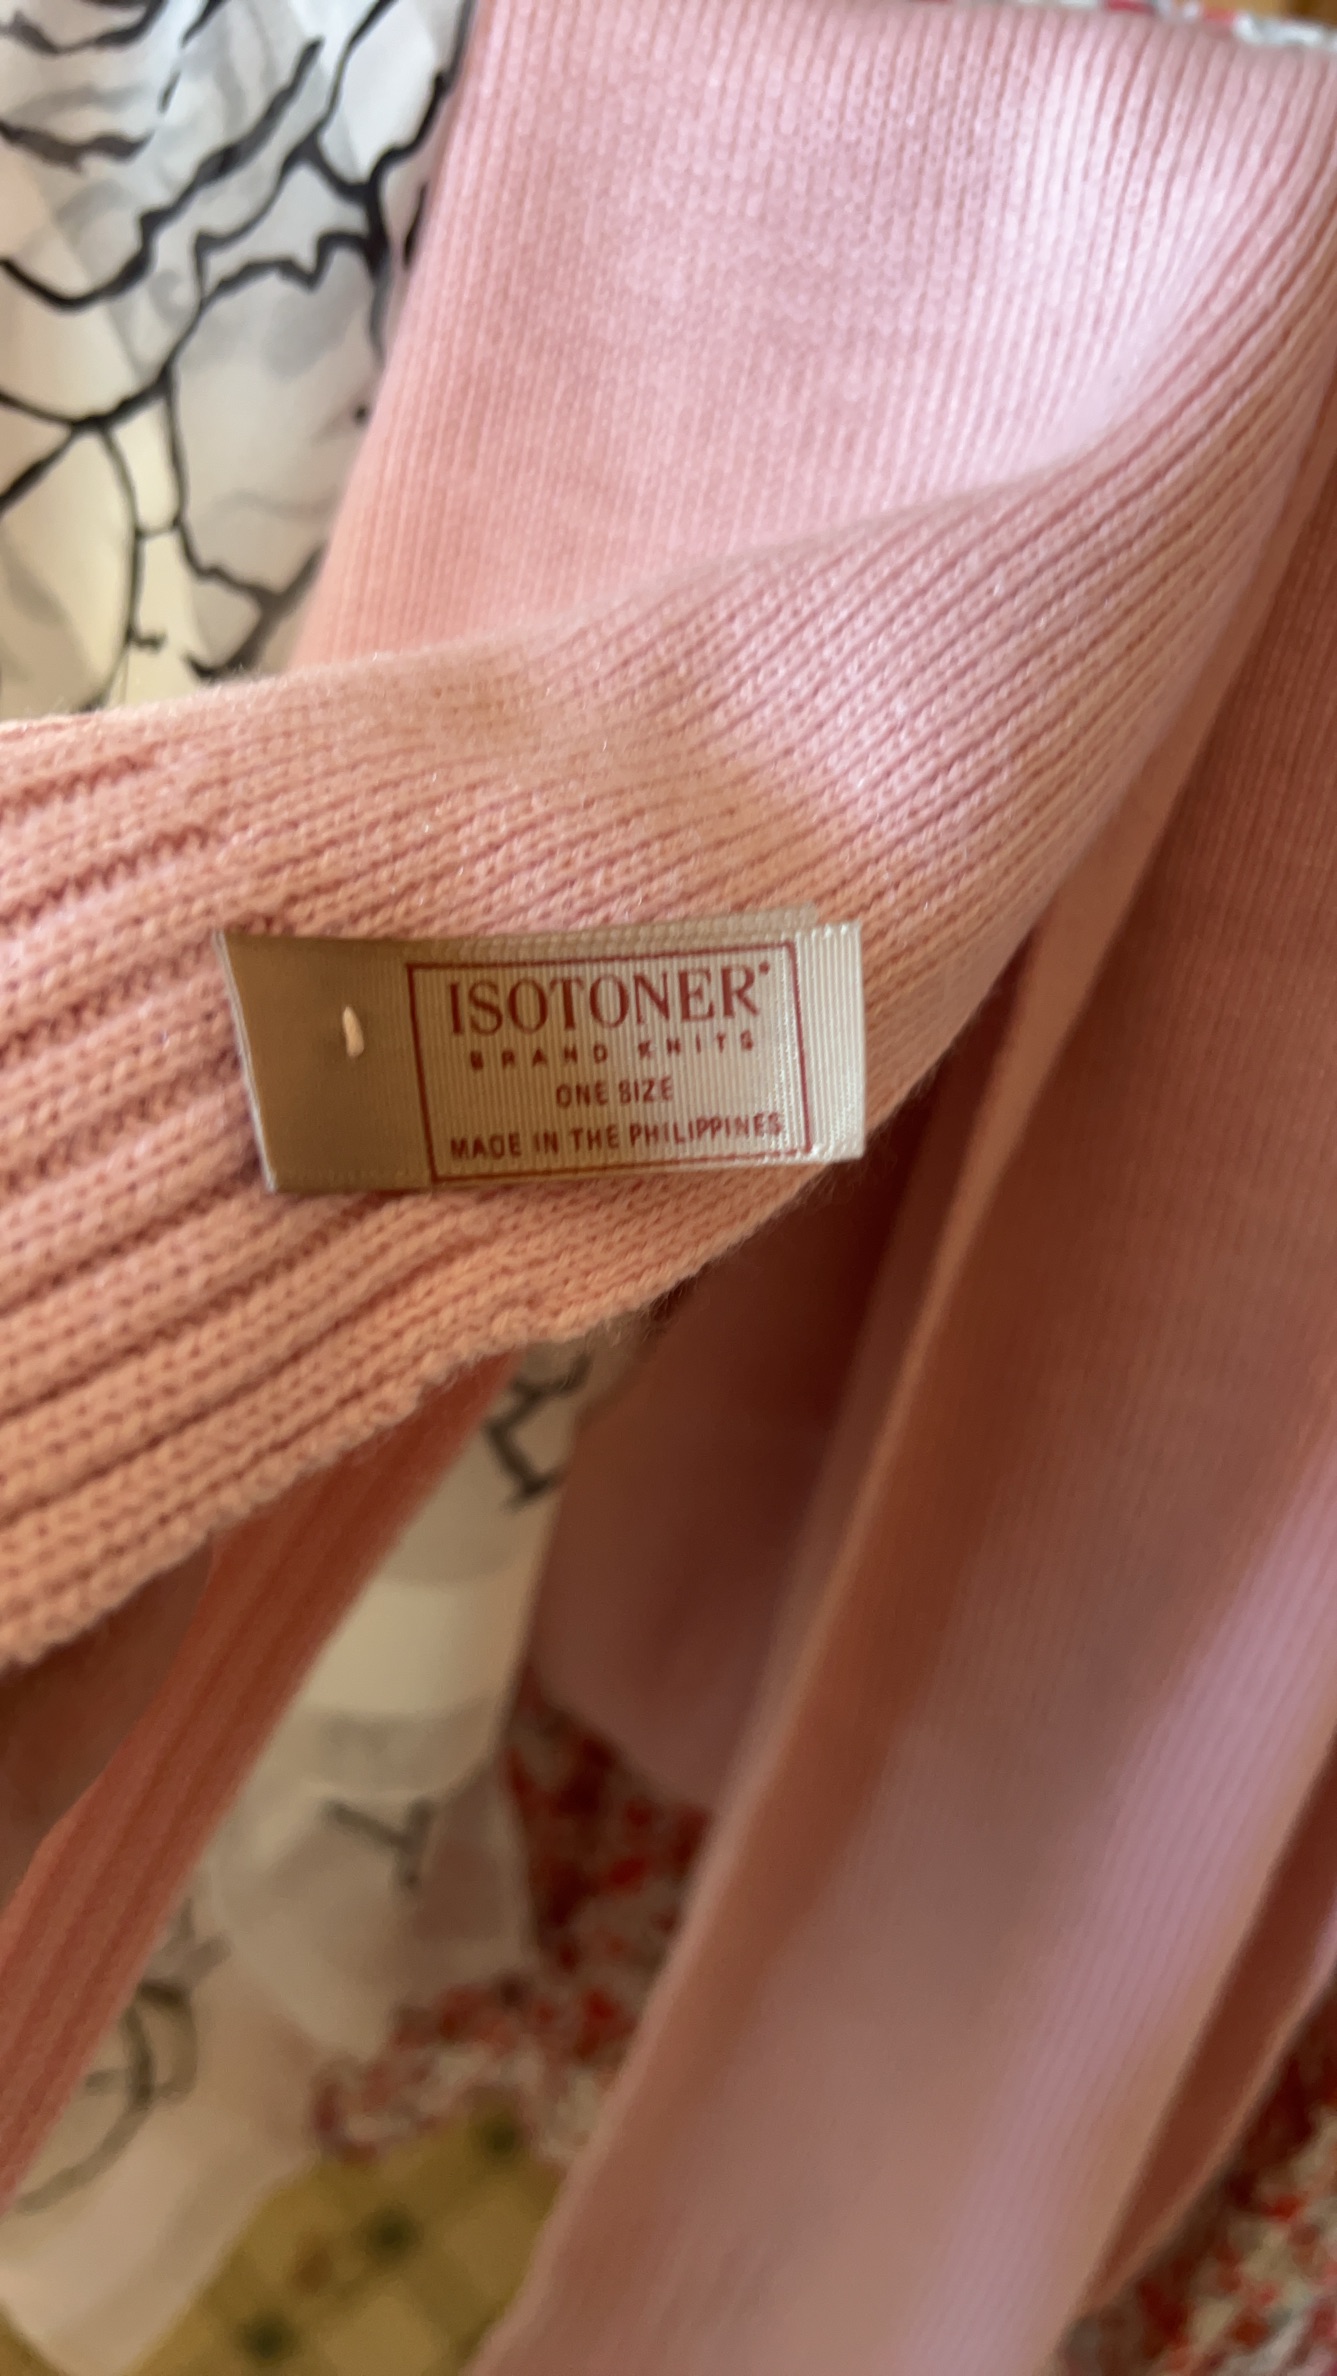 ISOTONER®
BRAND KNITS
ONE SIZE
MADE IN THE PHILIPPINES